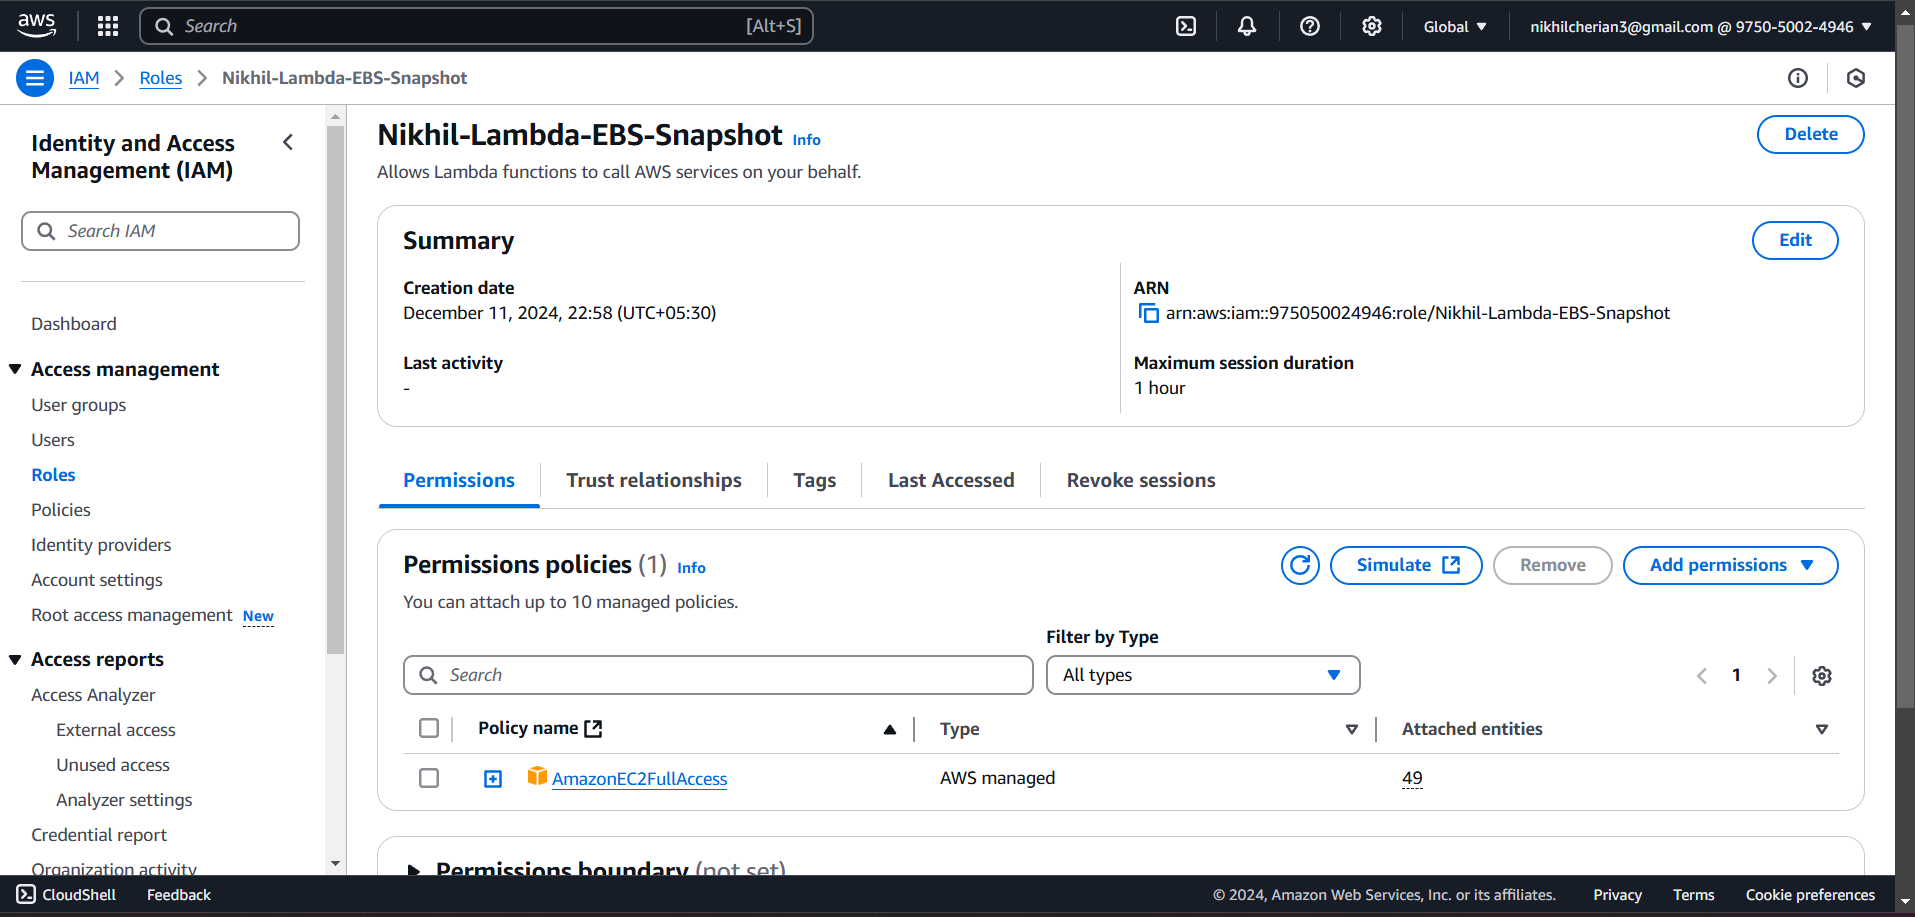 aws
Search [Alt+S]
Global
nikhilcherian3@gmail.com @ 9750-5002-4946
IAM
Roles
Nikhil-Lambda-EBS-Snapshot
Identity and Access
Management (IAM)
Search IAM
Dashboard
Access management
User groups
Users
Roles
Policies
Identity providers
Account settings
Root access management New
Access reports
Access Analyzer
External access
Unused access
Analyzer settings
Credential report
Organization activity
Nikhil-Lambda-EBS-Snapshot Info
Delete
Allows Lambda functions to call AWS services on your behalf.
Summary
Edit
Creation date
December 11, 2024, 22:58 (UTC+05:30)
ARN
arn:aws:iam::975050024946:role/Nikhil-Lambda-EBS-Snapshot
Last activity
-
Maximum session duration
1 hour
Permissions
Trust relationships
Tags
Last Accessed
Revoke sessions
Permissions policies (1) Info
Simulate
Remove
Add permissions
You can attach up to 10 managed policies.
Filter by Type
Search
All types
1
Policy name
Type
Attached entities
AmazonEC2FullAccess
AWS managed
49
Permissions boundary (not set)
CloudShell
Feedback
© 2024, Amazon Web Services, Inc. or its affiliates.
Privacy
Terms
Cookie preferences